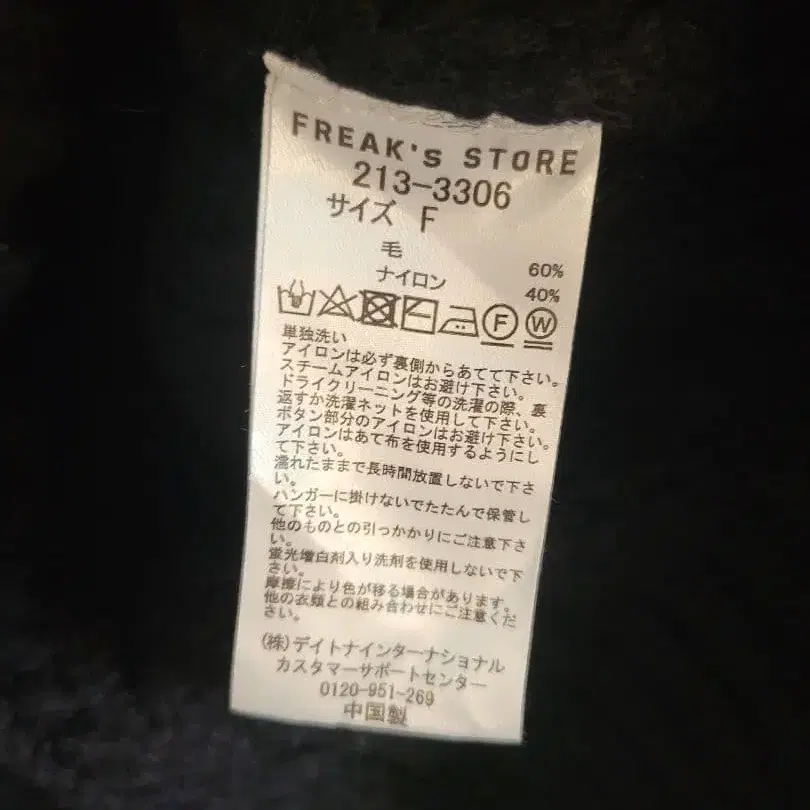 FREAK's STORE
213-3306
サイズ F
毛 60%
ナイロン 40%
F W
単独洗い
アイロンは必ず裏側からあてて下さい。
スチームアイロンはお避け下さい。
ドライクリーニング等の洗濯の際、裏
返すか洗濯ネットを使用して下さい。
ボタン部分のアイロンはお避け下さい。
アイロンはあて布を使用するようにし
て下さい。
濡れたままで長時間放置しないで下さ
い。
ハンガーに掛けないでたたんで保管し
て下さい。
他のものとの引っかかりにご注意下さ
い。
蛍光増白剤入り洗剤を使用しないで下
さい。
摩擦により色が移る場合があります。
他の衣類との組み合わせにご注意くだ
さい。
(株)デイトナインターナショナル
カスタマーサポートセンター
0120-951-269
中国製